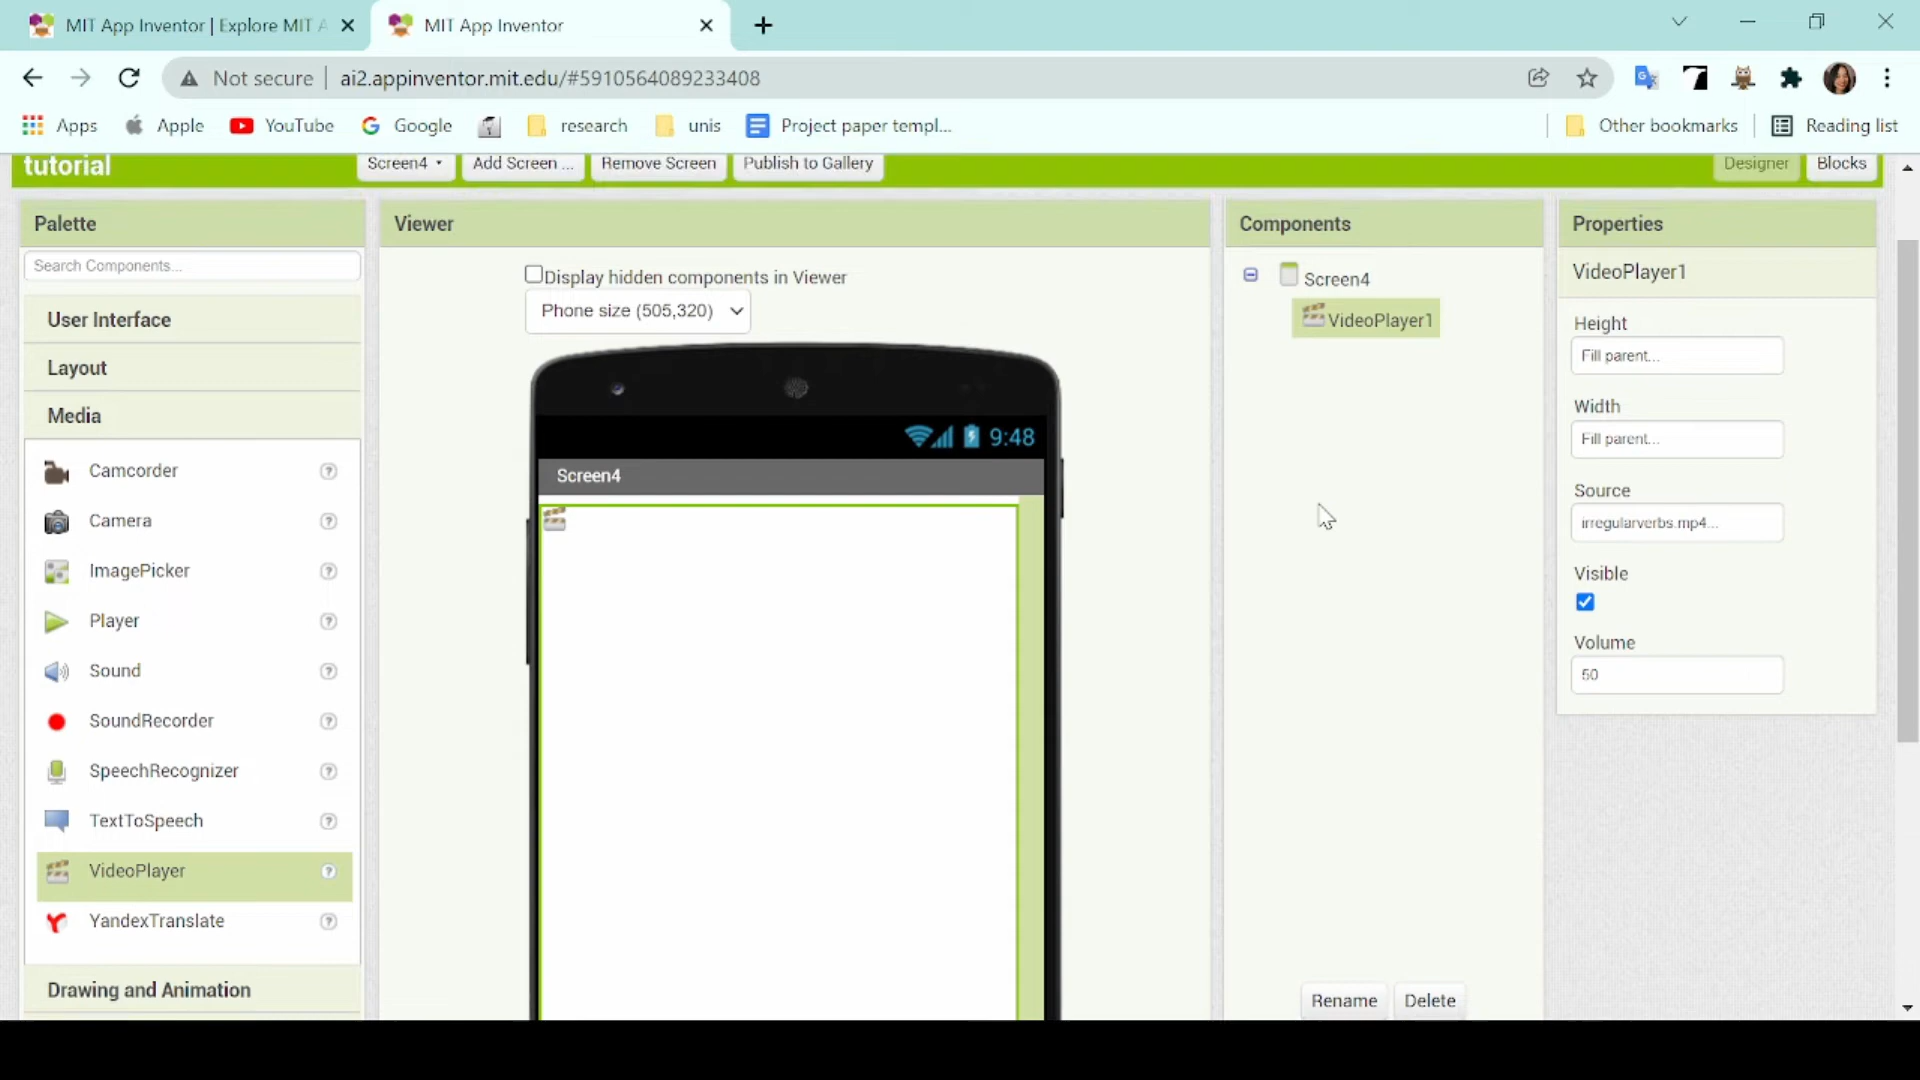 MIT App Inventor | Explore MIT A
MIT App Inventor
Not secure
ai2.appinventor.mit.edu/#5910564089233408
Apps
Apple
YouTube
Google
research
unis
Project paper templ...
Other bookmarks
Reading list
tutorial
Screen4
Add Screen ...
Remove Screen
Publish to Gallery
Designer
Blocks
Palette
Viewer
Components
Properties
Search Components...
User Interface
Layout
Media
Camcorder
Camera
ImagePicker
Player
Sound
SoundRecorder
SpeechRecognizer
TextToSpeech
VideoPlayer
YandexTranslate
Drawing and Animation
Display hidden components in Viewer
Phone size (505,320)
9:48
Screen4
Screen4
VideoPlayer1
Rename
Delete
VideoPlayer1
Height
Fill parent...
Width
Fill parent...
Source
irregularverbs.mp4...
Visible
Volume
50